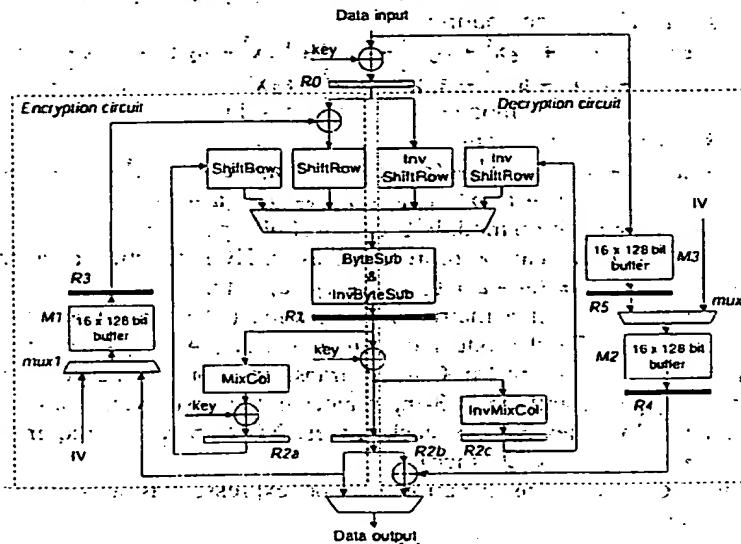 Data input
key
R0
Encryption circuit
Decryption circuit
ShiftRow
ShiftRow
Inv
ShiftRow
Inv
ShiftRow
IV
ByteSub
&
InvByteSub
16 x 128 bit
buffer
M3
R3
R5
mux
M1
16 x 128 bit
buffer
R1
mux1
key
M2
16 x 128 bit
buffer
MixCol
InvMixCol
R4
key
IV
R2a
R2b
R2c
Data output